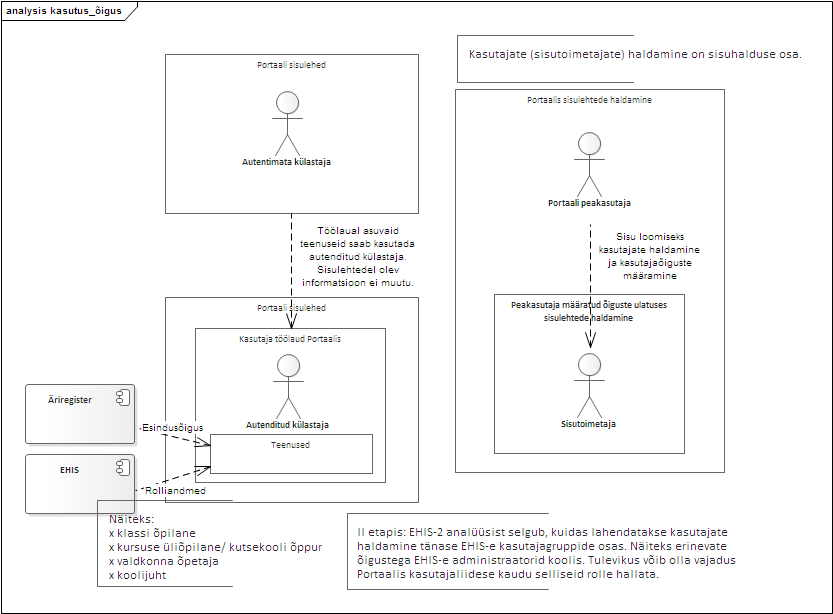 analysis kasutus_õigus
Portaali sisulehed
Autentimata külastaja
Töölaual asuvaid
teenuseid saab kasutada
autenditud külastaja.
Sisulehtedel olev
informatsioon ei muutu.
Portaali sisulehed
Kasutaja töölaud Portaalis
Autenditud külastaja
Teenused
Äriregister
Esindusõigus
EHIS
Rolliandmed
Näiteks:
x klassi õpilane
x kursuse üliõpilane/ kutsekooli õppur
x valdkonna õpetaja
x koolijuht
Kasutajate (sisutoimetajate) haldamine on sisuhalduse osa.
Portaalis sisulehtede haldamine
Portaali peakasutaja
Sisu loomiseks
kasutajate haldamine
ja kasutajaõiguste
määramine
Peakasutaja määratud õiguste ulatuses
sisulehtede haldamine
Sisutoimetaja
II etapis: EHIS-2 analüüsist selgub, kuidas lahendatakse kasutajate
haldamine tänase EHIS-e kasutajagruppide osas. Näiteks erinevate
õigustega EHIS-e administraatorid koolis. Tulevikus võib olla vajadus
Portaalis kasutajaliidese kaudu selliseid rolle hallata.